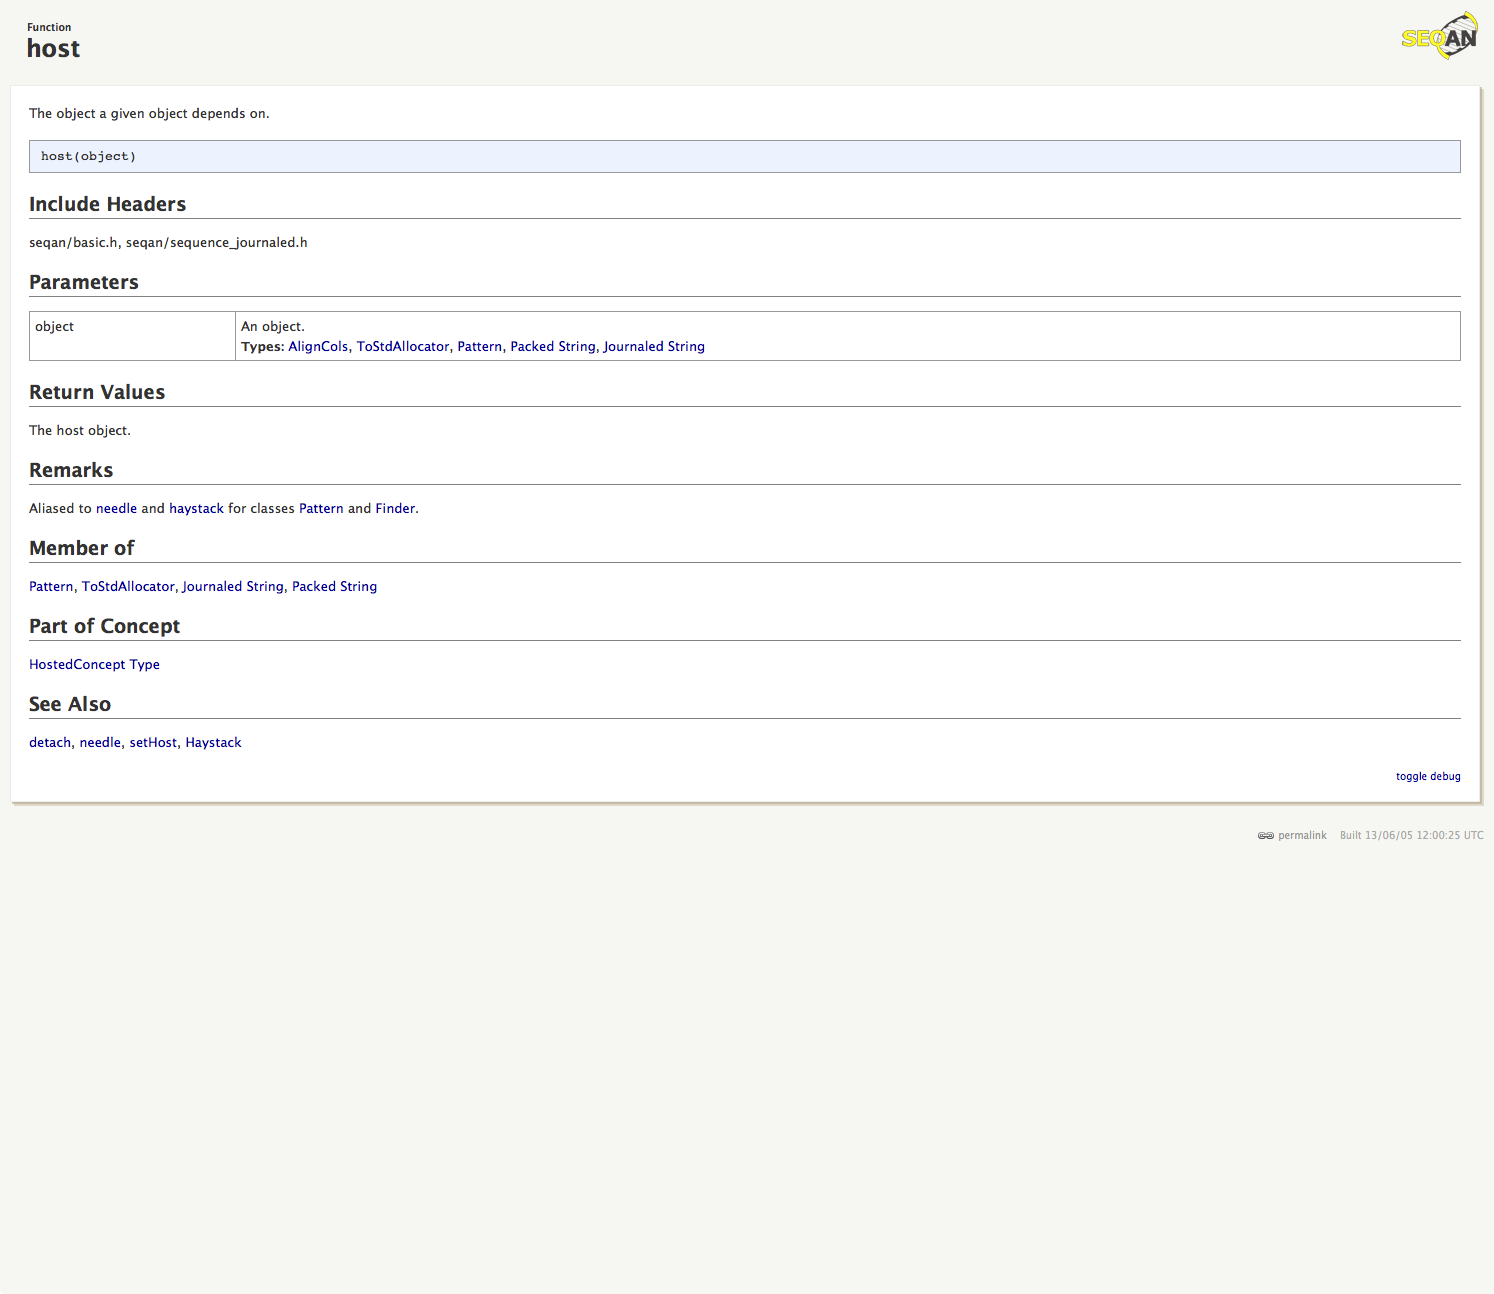 Function
host
SEQAN
The object a given object depends on.
host(object)
Include Headers
seqan/basic.h, seqan/sequence_journaled.h
Parameters
object
An object.
Types: AlignCols, ToStdAllocator, Pattern, Packed String, Journaled String
Return Values
The host object.
Remarks
Aliased to needle and haystack for classes Pattern and Finder.
Member of
Pattern, ToStdAllocator, Journaled String, Packed String
Part of Concept
HostedConcept Type
See Also
detach, needle, setHost, Haystack
toggle debug
permalink Built 13/06/05 12:00:25 UTC